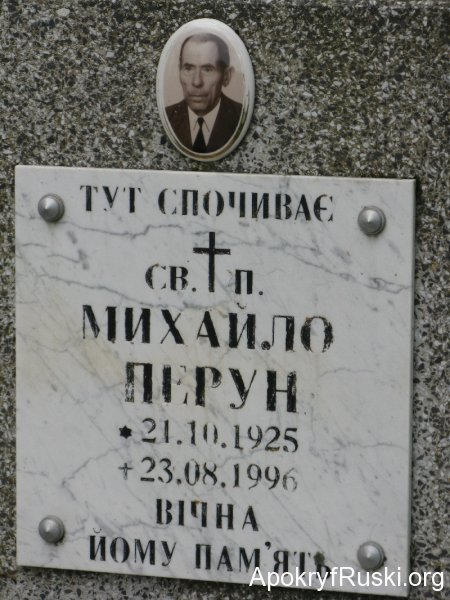 ТУТ СПОЧИВАЄ
СВ. П.
МИХАЙЛО
ПЕРУН
* 21.10.1925
+ 23.08.1996
ВІЧНА
ЙОМУ ПАМ'ЯТЬ
ApokryfRuski.org